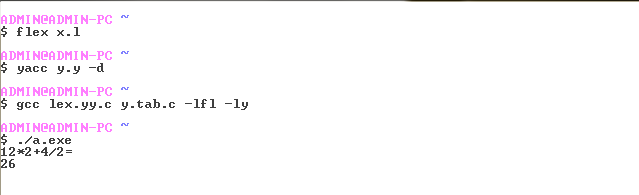 ADMIN@ADMIN-PC ~
$ flex x.l
ADMIN@ADMIN-PC ~
$ yacc y.y -d
ADMIN@ADMIN-PC ~
$ gcc lex.yy.c y.tab.c -lfl -ly
ADMIN@ADMIN-PC ~
$ ./a.exe
12*2+4/2=
26